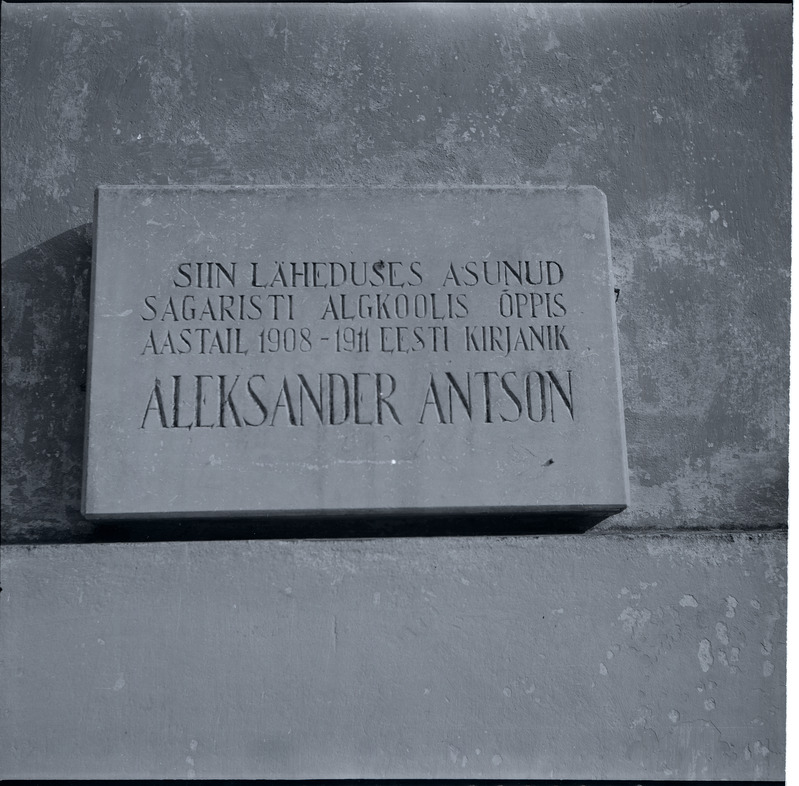 SIIN LÄHEDUSES ASUNUD
SAGARISTI ALGKOOLIS ÕPPIS
AASTAIL 1908-1911 EESTI KIRJANIK
ALEKSANDER ANTSON